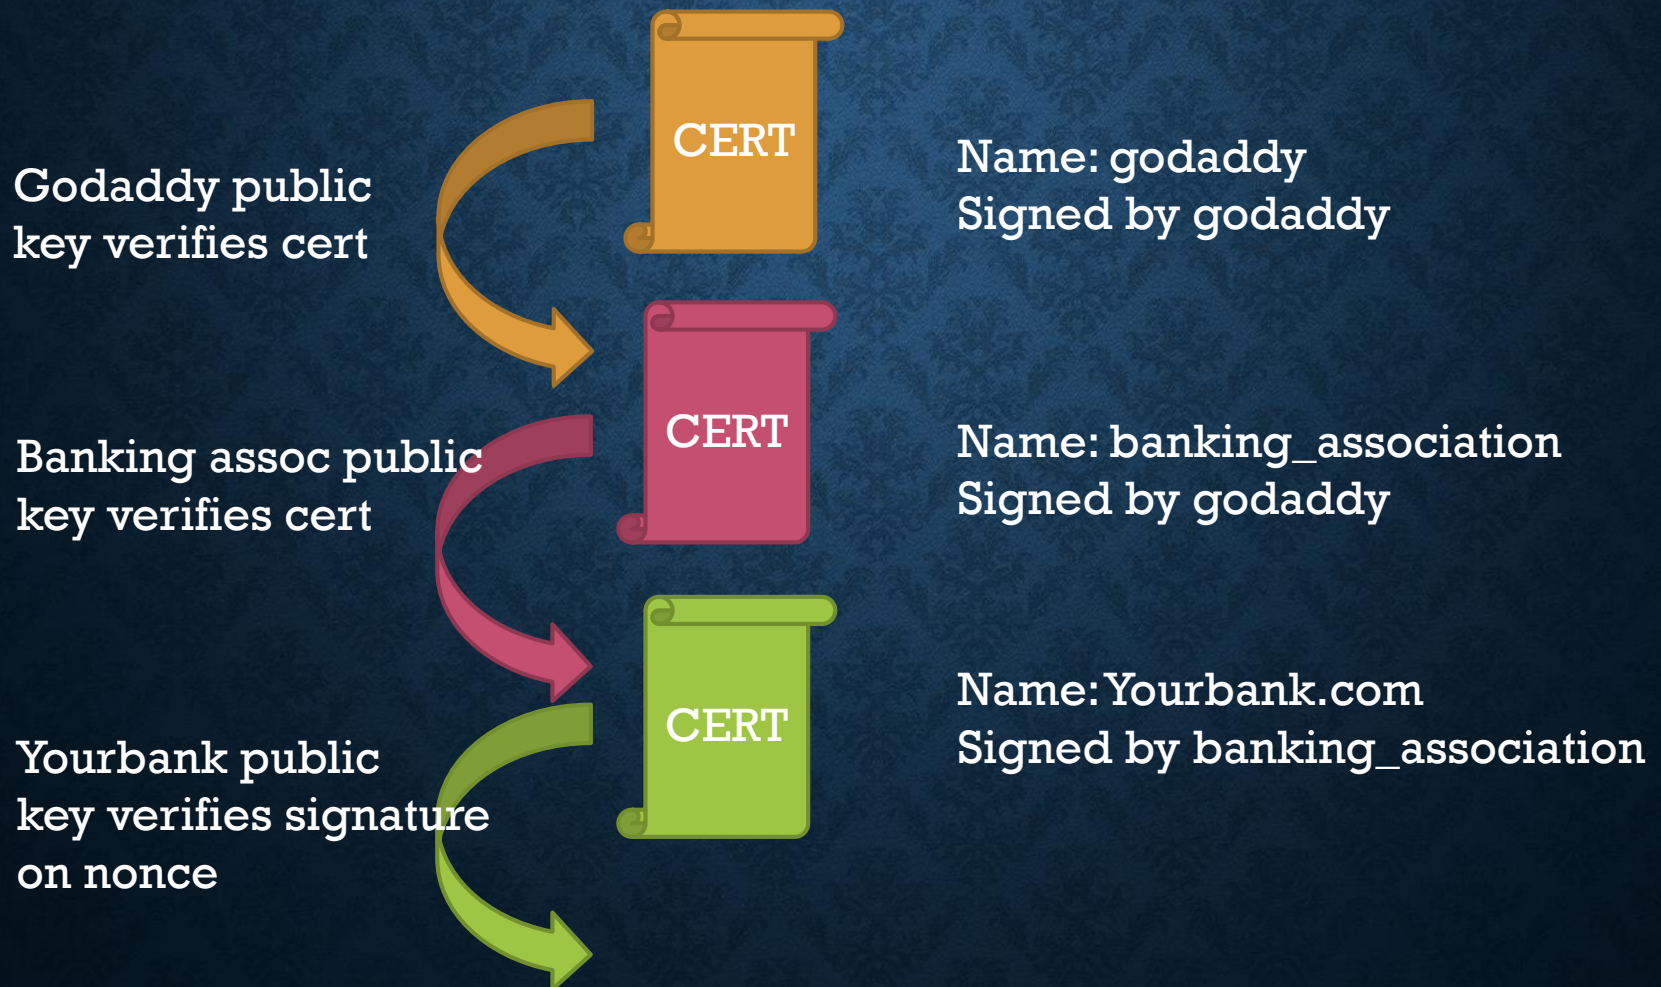 CERT
Name: godaddy
Signed by godaddy
Godaddy public
key verifies cert
CERT
Name: banking_association
Signed by godaddy
Banking assoc public
key verifies cert
CERT
Name: Yourbank.com
Signed by banking_association
Yourbank public
key verifies signature
on nonce